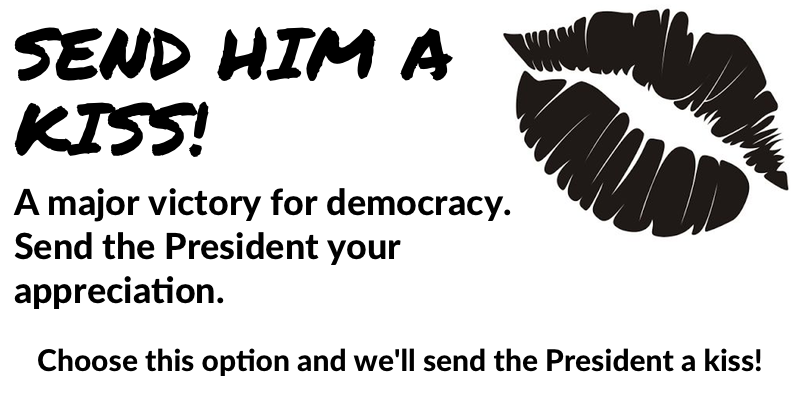 SEND HIM A
KISS!
A major victory for democracy.
Send the President your
appreciation.
Choose this option and we'll send the President a kiss!